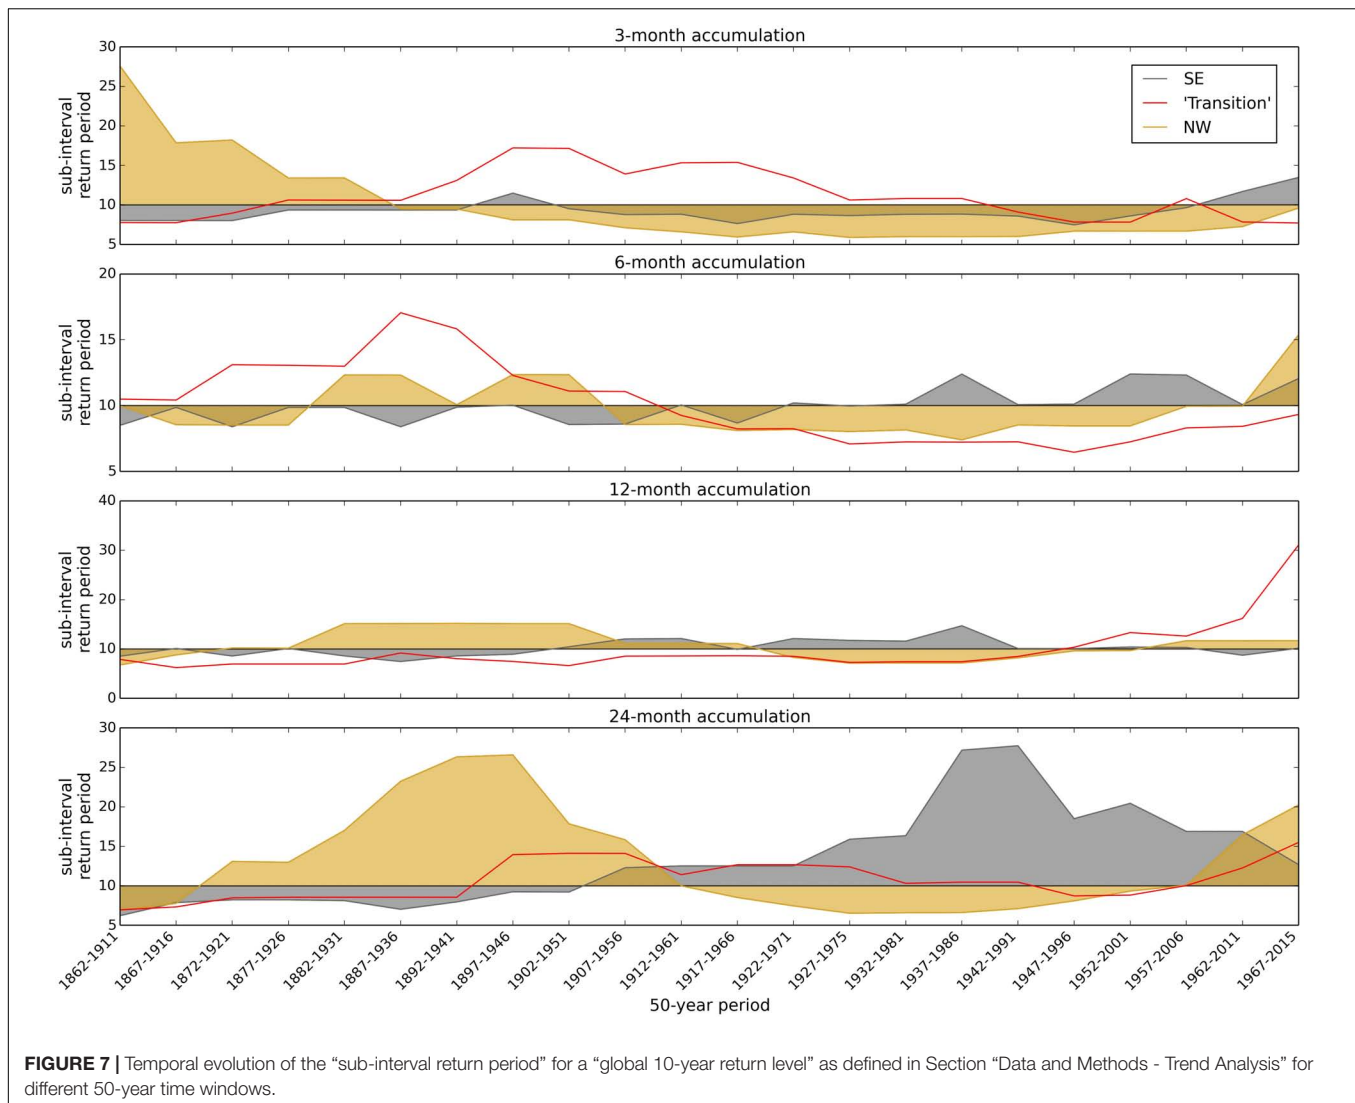 3-month accumulation
30
25
20
15
10
5
sub-interval
return period
SE
'Transition'
NW
6-month accumulation
20
15
10
5
sub-interval
return period
12-month accumulation
40
30
20
10
0
sub-interval
return period
24-month accumulation
30
25
20
15
10
5
sub-interval
return period
1862-1911
1867-1916
1872-1921
1877-1926
1882-1931
1887-1936
1892-1941
1897-1946
1902-1951
1907-1956
1912-1961
1917-1966
1922-1971
1927-1975
1932-1981
1937-1986
1942-1991
1947-1996
1952-2001
1957-2006
1962-2011
1967-2015
50-year period
FIGURE 7 | Temporal evolution of the “sub-interval return period” for a “global 10-year return level” as defined in Section “Data and Methods - Trend Analysis” for
different 50-year time windows.